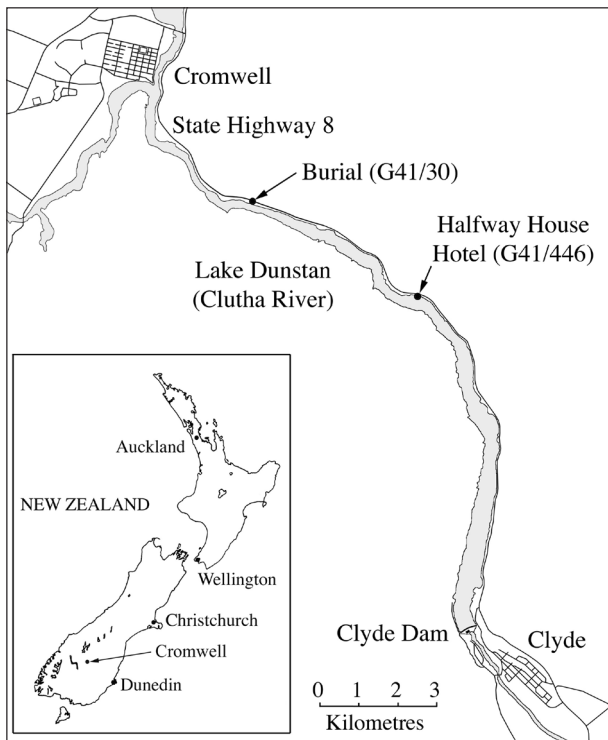 Cromwell
State Highway 8
Burial (G41/30)
Halfway House
Hotel (G41/446)
Lake Dunstan
(Clutha River)
Auckland
NEW ZEALAND
Wellington
Christchurch
Cromwell
Dunedin
Clyde Dam
Clyde
0 1 2 3
Kilometres